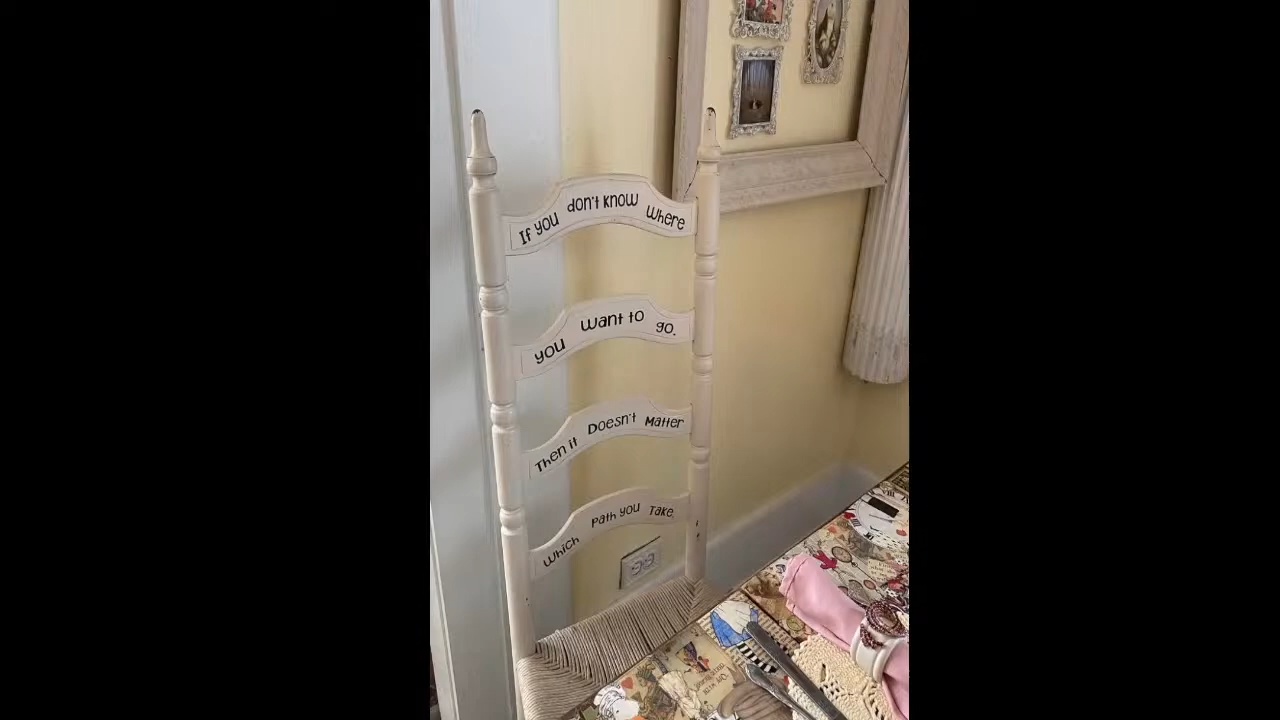 If you don't know where
you want to go.
Then it Doesn't Matter
which path you Take.